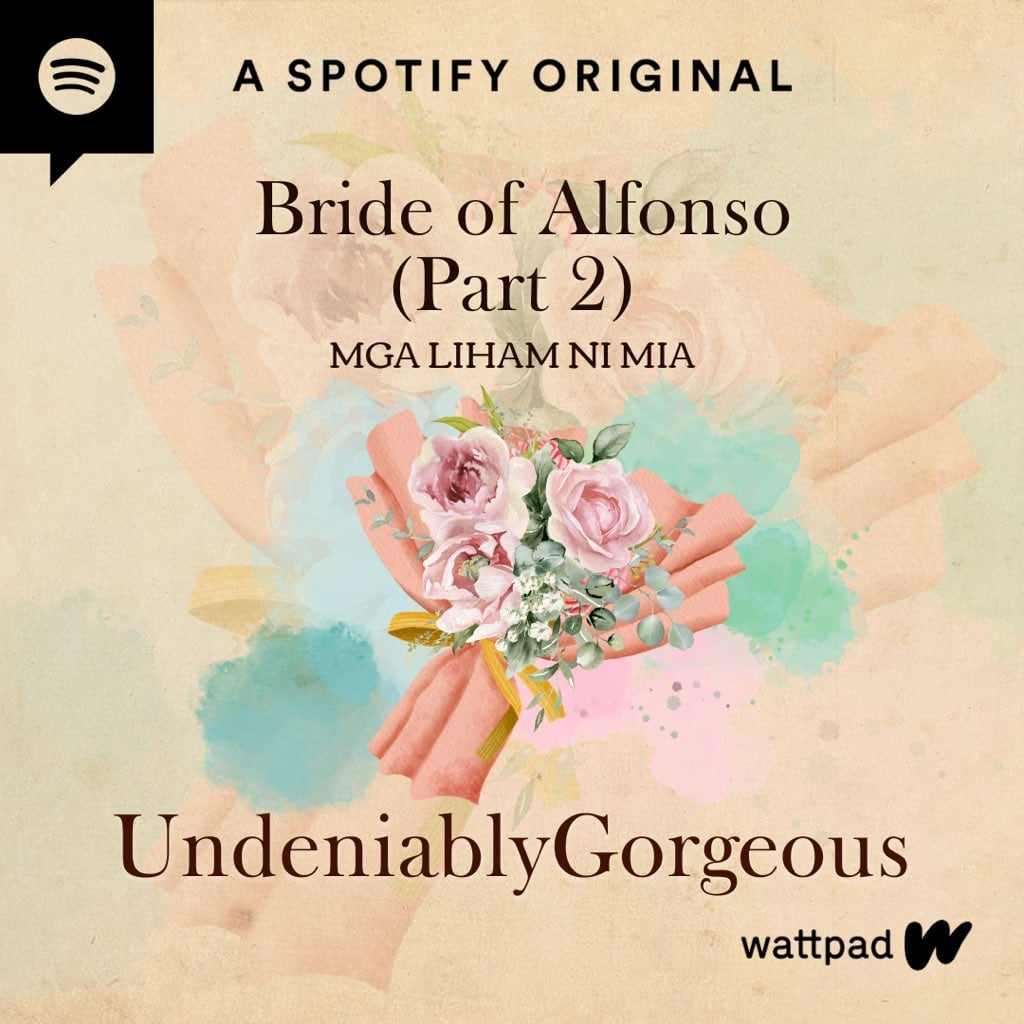 A SPOTIFY ORIGINAL
Bride of Alfonso
(Part 2)
MGA LIHAM NI MIA
UndeniablyGorgeous
wattpad